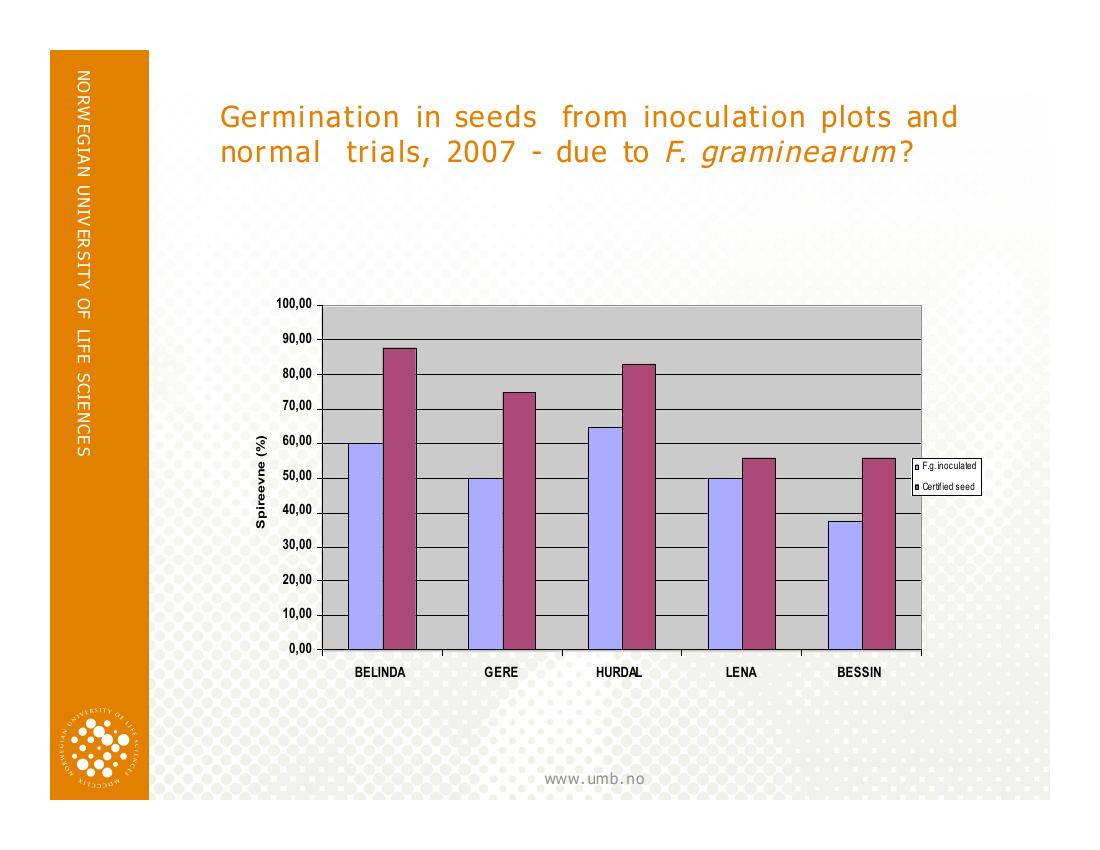 NORWEGIAN UNIVERSITY OF LIFE SCIENCES
Germination in seeds from inoculation plots and
normal trials, 2007 - due to F. graminearum?
100,00
90,00
80,00
70,00
60,00
50,00
40,00
30,00
20,00
10,00
0,00
Spireevne (%)
BELINDA GERE HURDAL LENA BESSIN
F.g.inoculated
Certified seed
NORWEGIAN UNIVERSITY OF LIFE SCIENCES
MDCCCLIX
www.umb.no